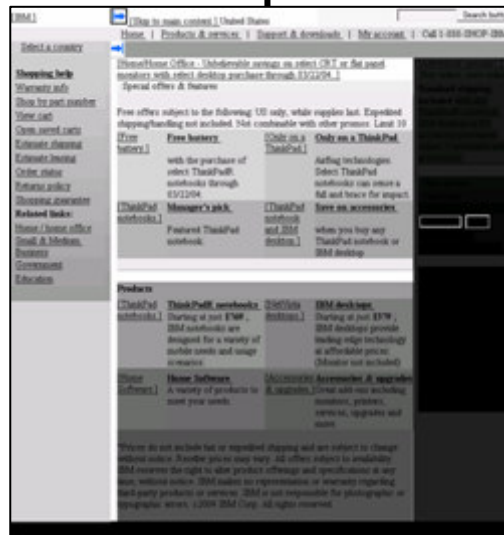 [IBM ]
[Skip to main content ] United States
Search butt
Home | Products & services | Support & downloads | My account | Call 1-888-SHOP-IBM
Select a country
Shopping help
Warranty info
Shop by part number
View cart
Open saved carts
Estimate shipping
Estimate leasing
Order status
Returns policy
Shopping guarantee
Related links:
Home / home office
Small & Medium
Business
Government
Education
[Home/Home Office - Unbelievable savings on select CRT or flat panel
monitors with select desktop purchase through 03/22/04. ]
Special offers & features
Free offers subject to the following: US only, while supplies last. Expedited
shipping/handling not included. Not combinable with other promos. Limit 10
[Free
battery ]
Free battery
with the purchase of
select ThinkPadR
notebooks through
03/22/04.
[Only on a
ThinkPad ]
Only on a ThinkPad
Airbag technologies
Select ThinkPad
notebooks can sense a
fall and brace for impact.
[ThinkPad
notebooks ]
Manager's pick
Featured ThinkPad
notebook
[ThinkPad
notebook
and IBM
desktop ]
Save on accessories
when you buy any
ThinkPad notebook or
IBM desktop
Products
[ThinkPad
notebooks ]
ThinkPadR notebooks
Starting at just
IBM notebooks are
designed for a variety of
mobile needs and usage
scenarios
[NetVista
desktops ]
IBM desktops
Starting at just
IBM desktops provide
leading edge technology
at affordable prices
(Monitor not included)
[Home
Software ]
Home Software
A variety of products to
meet your needs.
[Accessories
& upgrades ]
Accessories & upgrades
Great add-ons including
monitors, printers,
services, upgrades and
more
*Prices do not include tax or expedited shipping and are subject to change
without notice. Reseller prices may vary. All offers subject to availability.
IBM reserves the right to alter product offerings and specifications at any
time, without notice. IBM makes no representation or warranty regarding
third-party products or services. IBM is not responsible for photographic or
typographic errors. ©2004 IBM Corp. All rights reserved.